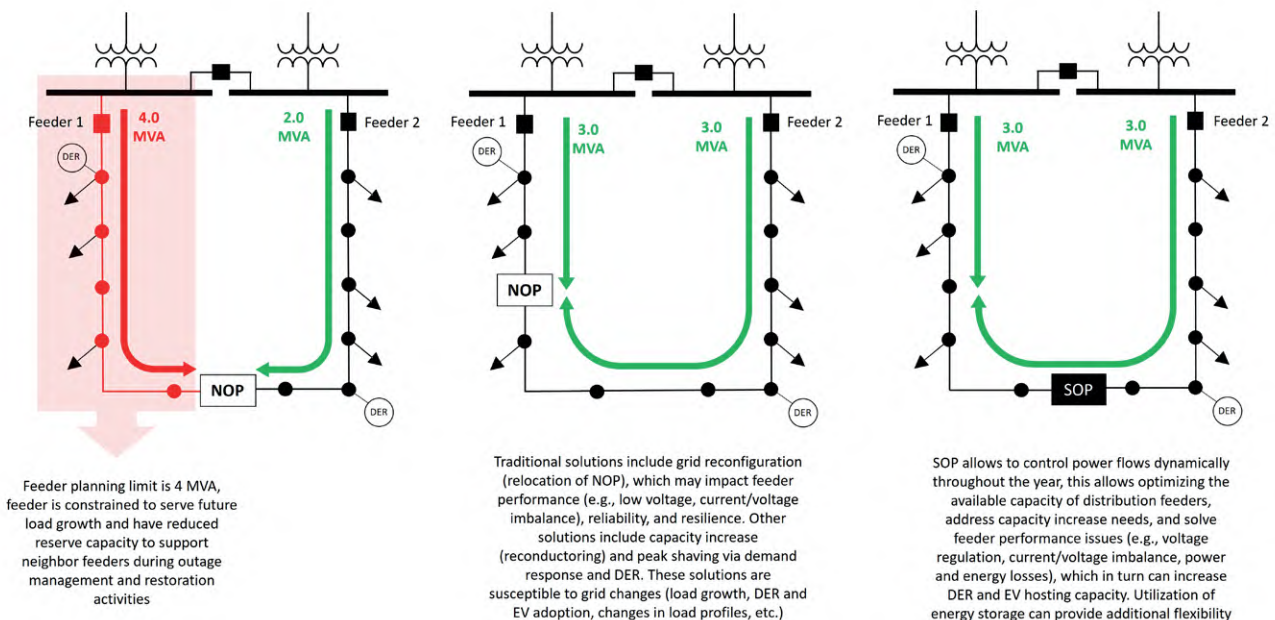 Feeder 1
4.0
MVA
2.0
MVA
Feeder 2
DER
NOP
DER
Feeder planning limit is 4 MVA,
feeder is constrained to serve future
load growth and have reduced
reserve capacity to support
neighbor feeders during outage
management and restoration
activities
Feeder 1
3.0
MVA
3.0
MVA
Feeder 2
DER
NOP
DER
Traditional solutions include grid reconfiguration
(relocation of NOP), which may impact feeder
performance (e.g., low voltage, current/voltage
imbalance), reliability, and resilience. Other
solutions include capacity increase
(reconductoring) and peak shaving via demand
response and DER. These solutions are
susceptible to grid changes (load growth, DER and
EV adoption, changes in load profiles, etc.)
Feeder 1
3.0
MVA
3.0
MVA
Feeder 2
DER
SOP
DER
SOP allows to control power flows dynamically
throughout the year, this allows optimizing the
available capacity of distribution feeders,
address capacity increase needs, and solve
feeder performance issues (e.g., voltage
regulation, current/voltage imbalance, power
and energy losses), which in turn can increase
DER and EV hosting capacity. Utilization of
energy storage can provide additional flexibility